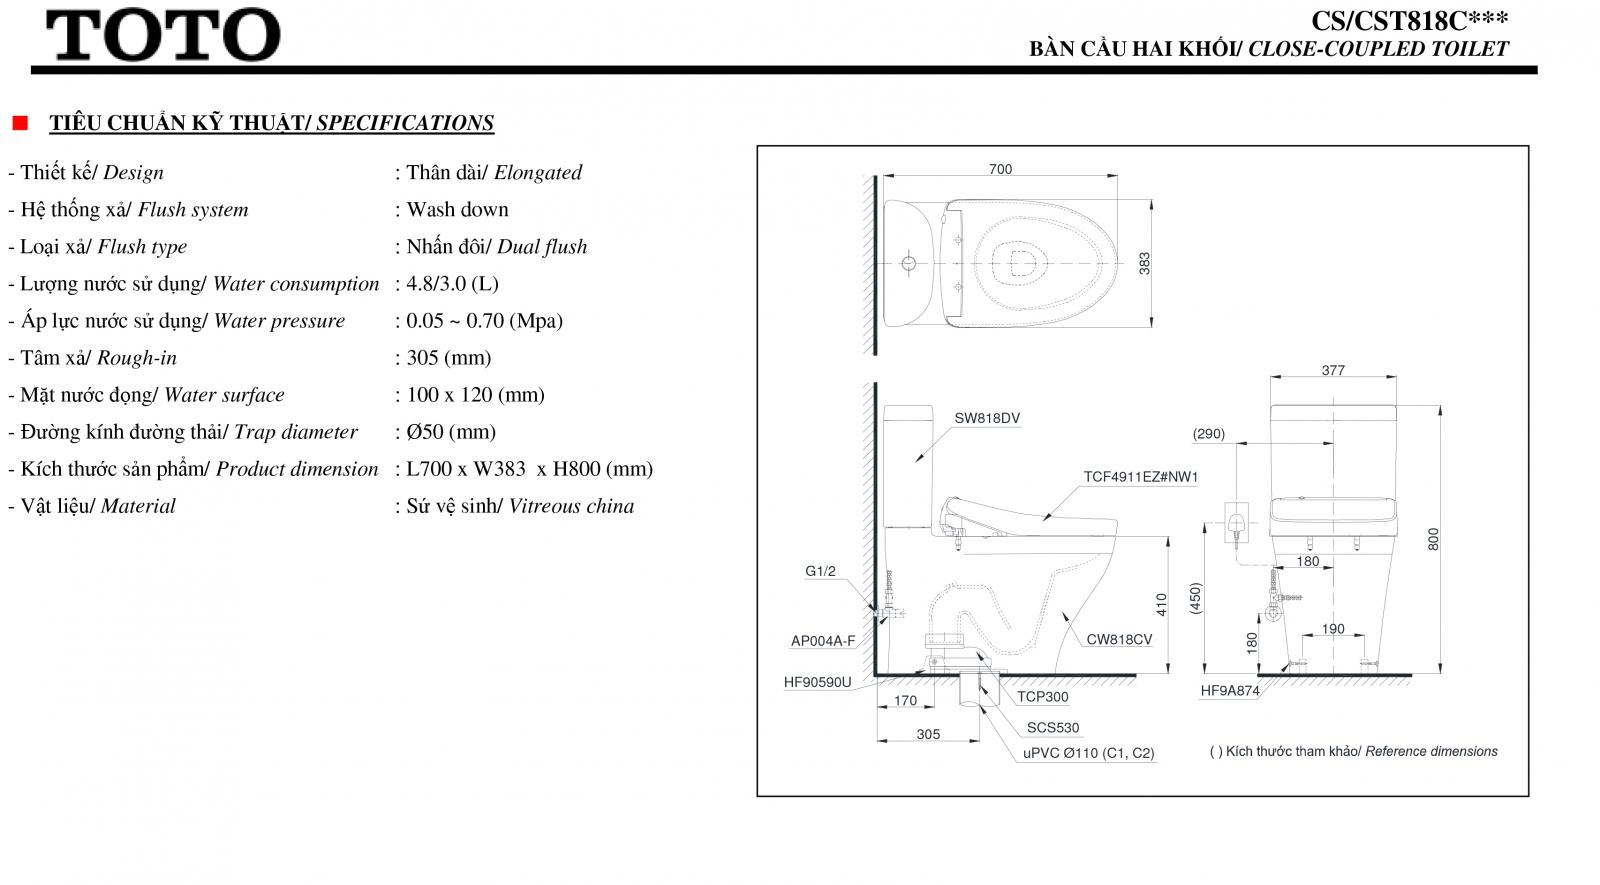 TOTO
CS/CST818C***
BÀN CẦU HAI KHỐI/ CLOSE-COUPLED TOILET
TIÊU CHUẨN KỸ THUẬT/ SPECIFICATIONS
- Thiết kế/ Design : Thân dài/ Elongated
- Hệ thống xả/ Flush system : Wash down
- Loại xả/ Flush type : Nhấn đôi/ Dual flush
- Lượng nước sử dụng/ Water consumption : 4.8/3.0 (L)
- Áp lực nước sử dụng/ Water pressure : 0.05 ~ 0.70 (Mpa)
- Tâm xả/ Rough-in : 305 (mm)
- Mặt nước đọng/ Water surface : 100 x 120 (mm)
- Đường kính đường thải/ Trap diameter : Ø50 (mm)
- Kích thước sản phẩm/ Product dimension : L700 x W383 x H800 (mm)
- Vật liệu/ Material : Sứ vệ sinh/ Vitreous china
700
383
377
SW818DV
(290)
TCF4911EZ#NW1
800
G1/2
180
410
(450)
AP004A-F
CW818CV
180
190
HF90590U
TCP300
HF9A874
170
SCS530
305
uPVC Ø110 (C1, C2)
( ) Kích thước tham khảo/ Reference dimensions